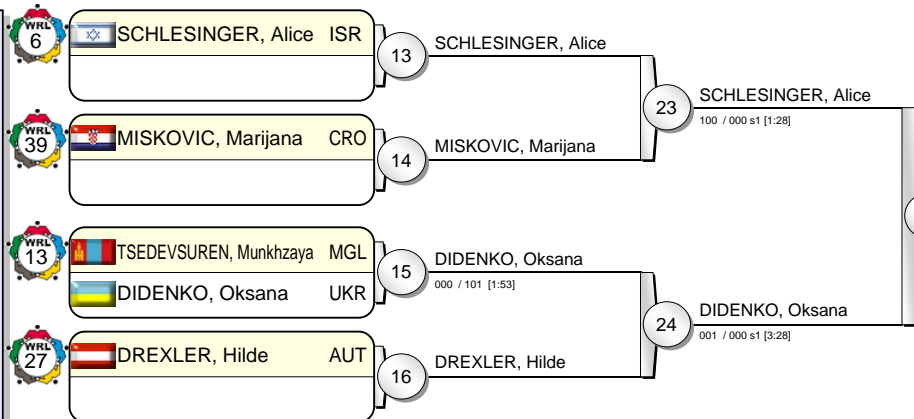 WRL 6 SCHLESINGER, Alice ISR
13 SCHLESINGER, Alice
23 SCHLESINGER, Alice
100 / 000 s1 [1:28]
WRL 39 MISKOVIC, Marijana CRO
14 MISKOVIC, Marijana
WRL 13 TSEDEVSUREN, Munkhzaya MGL
DIDENKO, Oksana UKR
15 DIDENKO, Oksana
000 / 101 [1:53]
24 DIDENKO, Oksana
001 / 000 s1 [3:28]
WRL 27 DREXLER, Hilde AUT
16 DREXLER, Hilde